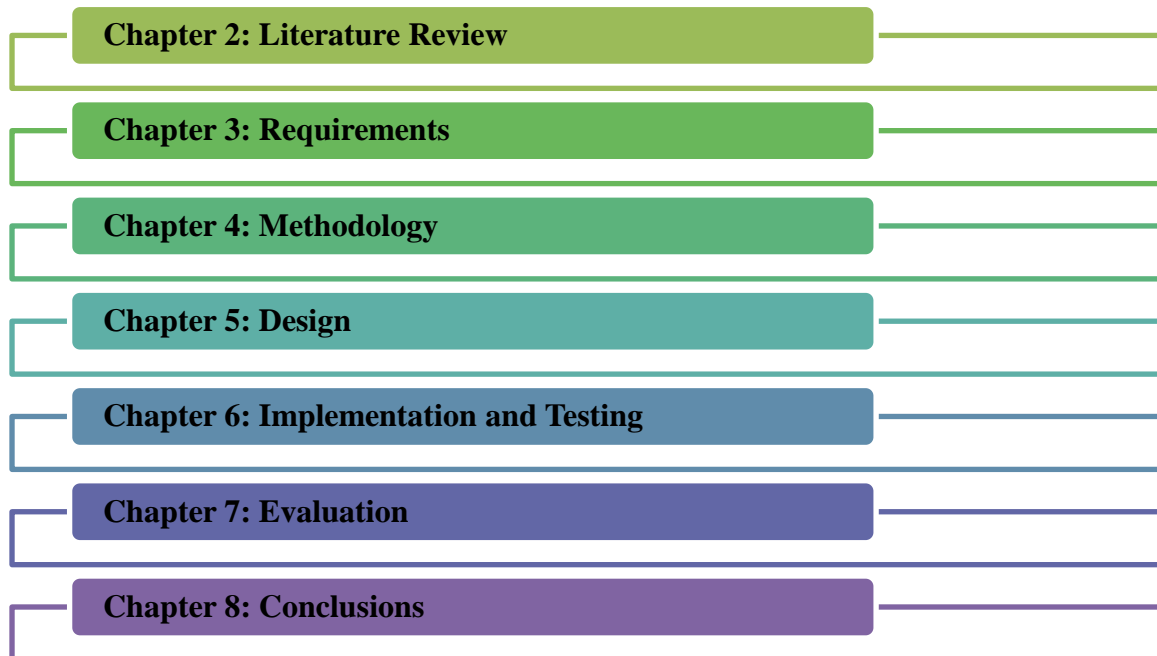 Chapter 2: Literature Review
Chapter 3: Requirements
Chapter 4: Methodology
Chapter 5: Design
Chapter 6: Implementation and Testing
Chapter 7: Evaluation
Chapter 8: Conclusions